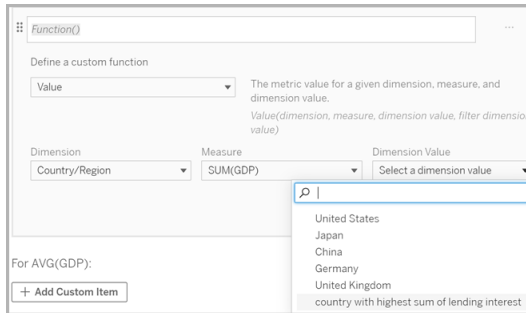 Function()
Define a custom function
Value
The metric value for a given dimension, measure, and
dimension value.
Value(dimension, measure, dimension value, filter dimension
value)
Dimension Measure Dimension Value
Country/Region SUM(GDP) Select a dimension value
United States
Japan
China
Germany
United Kingdom
country with highest sum of lending interest
For AVG(GDP):
+ Add Custom Item